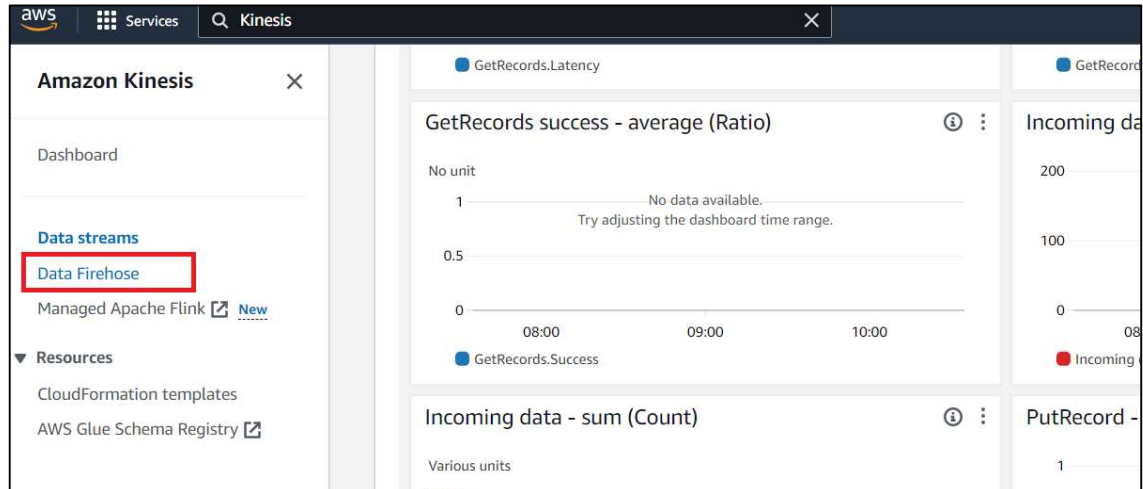 aws
Services
Kinesis
Amazon Kinesis
Dashboard
Data streams
Data Firehose
Managed Apache Flink New
Resources
CloudFormation templates
AWS Glue Schema Registry
GetRecords.Latency
GetRecord
GetRecords success - average (Ratio)
No unit
1
No data available.
Try adjusting the dashboard time range.
0.5
0
08:00 09:00 10:00
GetRecords.Success
Incoming da
200
100
0
08
Incoming
Incoming data - sum (Count)
Various units
PutRecord -
1